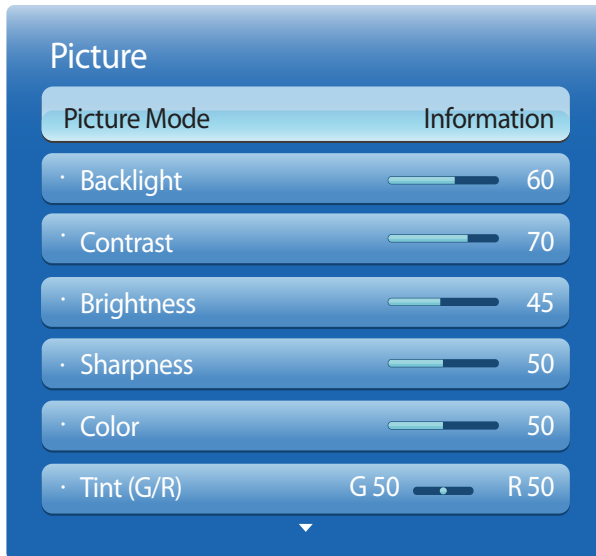 Picture
Picture Mode Information
· Backlight 60
· Contrast 70
· Brightness 45
· Sharpness 50
· Color 50
· Tint (G/R) G 50 R 50